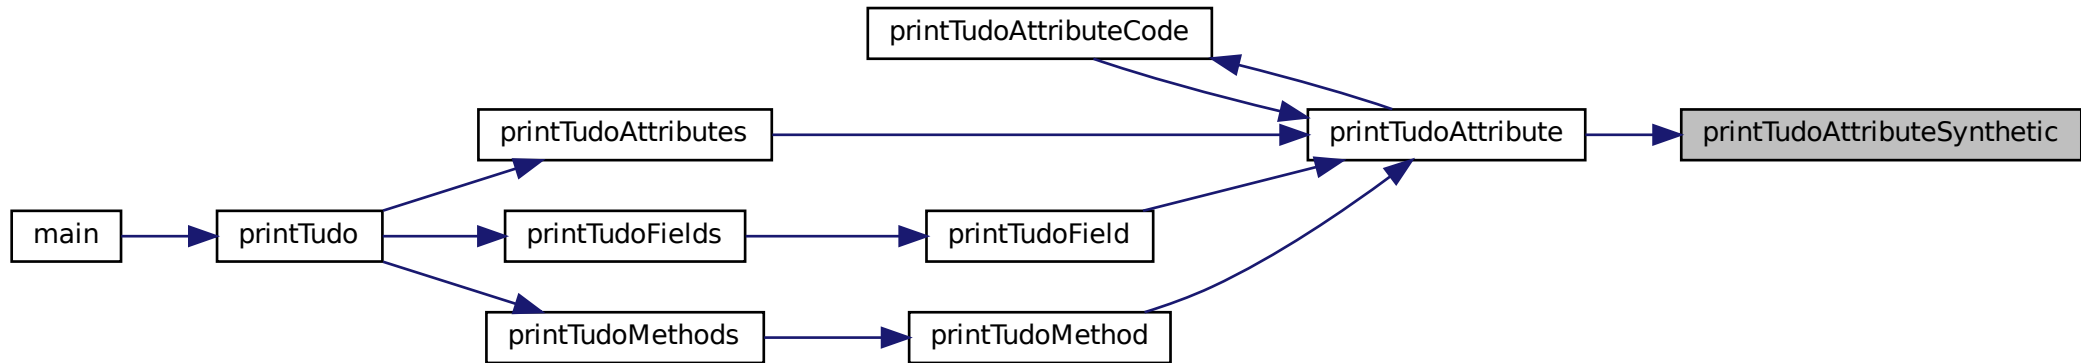 printTudoAttributeCode
printTudoAttributes
printTudoAttribute
printTudoAttributeSynthetic
main
printTudo
printTudoFields
printTudoField
printTudoMethods
printTudoMethod